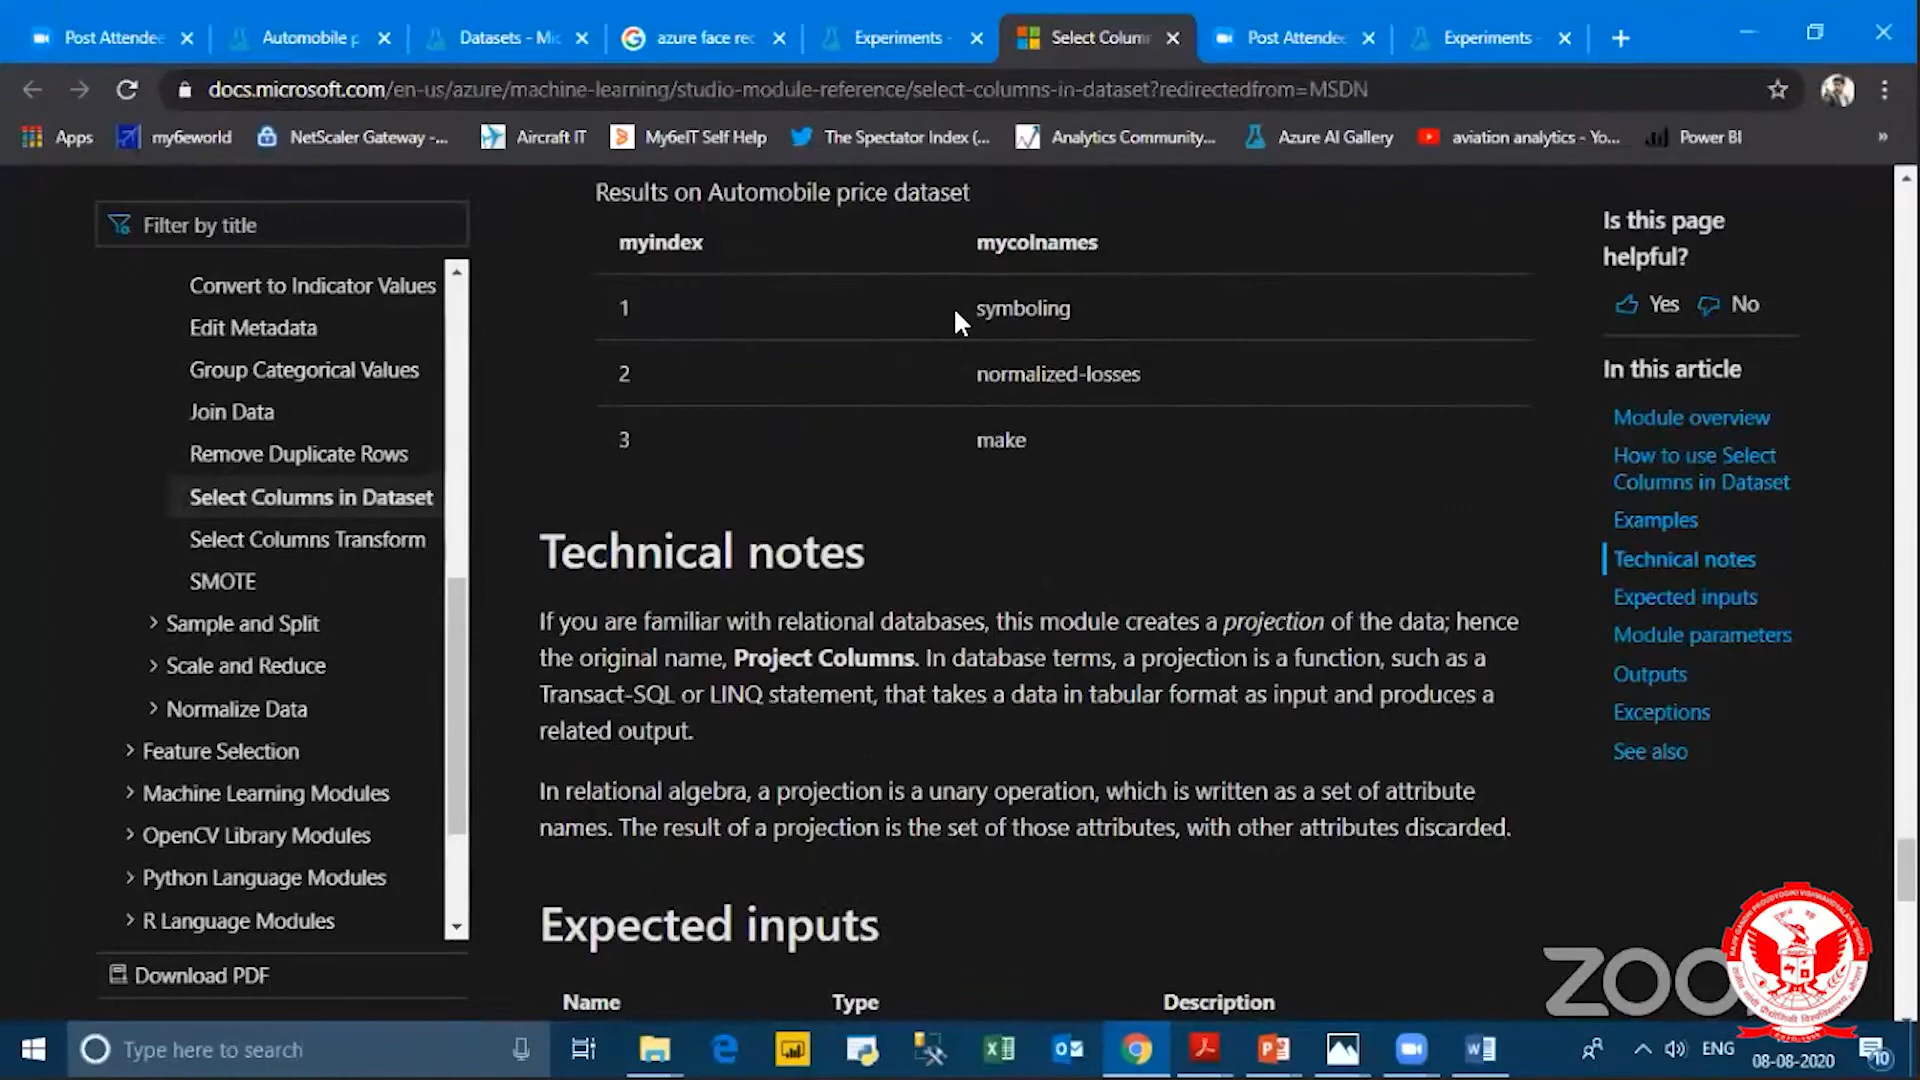 Post Attendee
Automobile p
Datasets - Mic
azure face rec
Experiments -
Select Colum
Post Attendee
Experiments -
docs.microsoft.com/en-us/azure/machine-learning/studio-module-reference/select-columns-in-dataset?redirectedfrom=MSDN
Apps
my6eworld
NetScaler Gateway -...
Aircraft IT
My6eIT Self Help
The Spectator Index (...
Analytics Community...
Azure AI Gallery
aviation analytics - Yo...
Power BI
»
Filter by title
Convert to Indicator Values
Edit Metadata
Group Categorical Values
Join Data
Remove Duplicate Rows
Select Columns in Dataset
Select Columns Transform
SMOTE
Sample and Split
Scale and Reduce
Normalize Data
Feature Selection
Machine Learning Modules
OpenCV Library Modules
Python Language Modules
R Language Modules
Download PDF
Results on Automobile price dataset
myindex mycolnames
1 symboling
2 normalized-losses
3 make
Technical notes
If you are familiar with relational databases, this module creates a projection of the data; hence
the original name, Project Columns. In database terms, a projection is a function, such as a
Transact-SQL or LINQ statement, that takes a data in tabular format as input and produces a
related output.
In relational algebra, a projection is a unary operation, which is written as a set of attribute
names. The result of a projection is the set of those attributes, with other attributes discarded.
Expected inputs
Name Type Description
Is this page
helpful?
Yes No
In this article
Module overview
How to use Select
Columns in Dataset
Examples
Technical notes
Expected inputs
Module parameters
Outputs
Exceptions
See also
zoo
Type here to search
ENG
08-08-2020
10